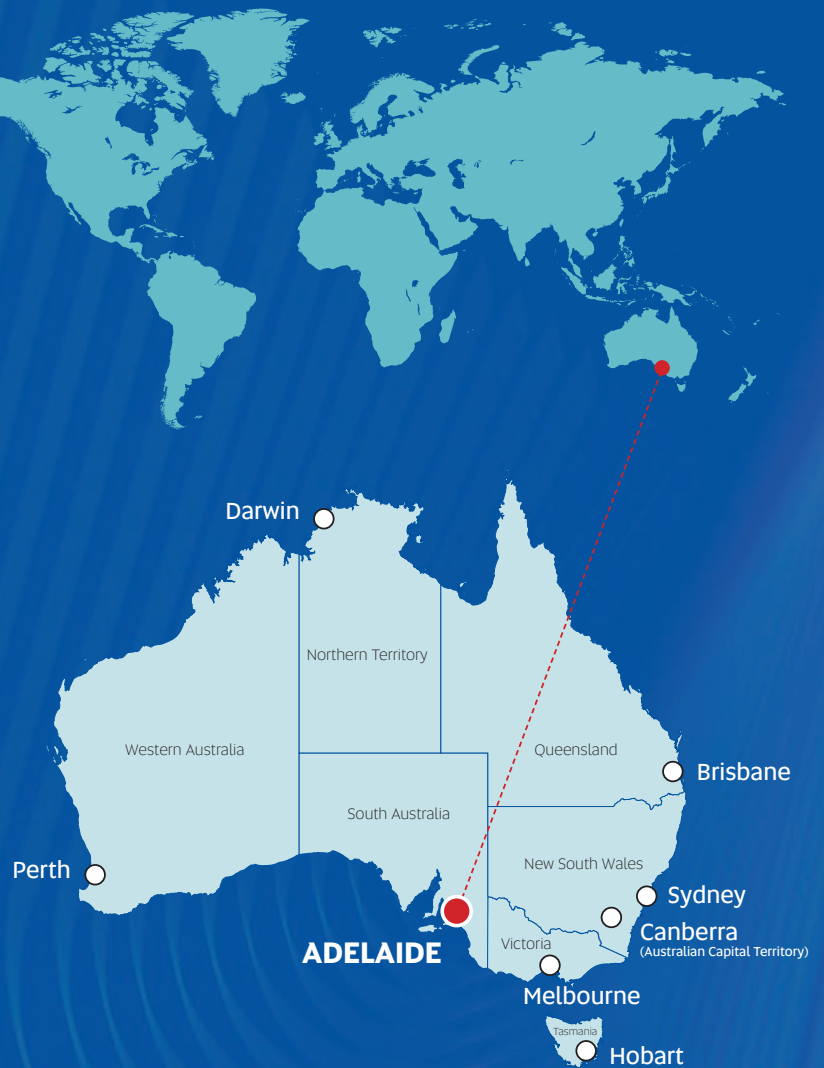 Darwin
Northern Territory
Western Australia
Queensland
Brisbane
South Australia
New South Wales
Perth
Sydney
Canberra
(Australian Capital Territory)
ADELAIDE
Victoria
Melbourne
Tasmania
Hobart